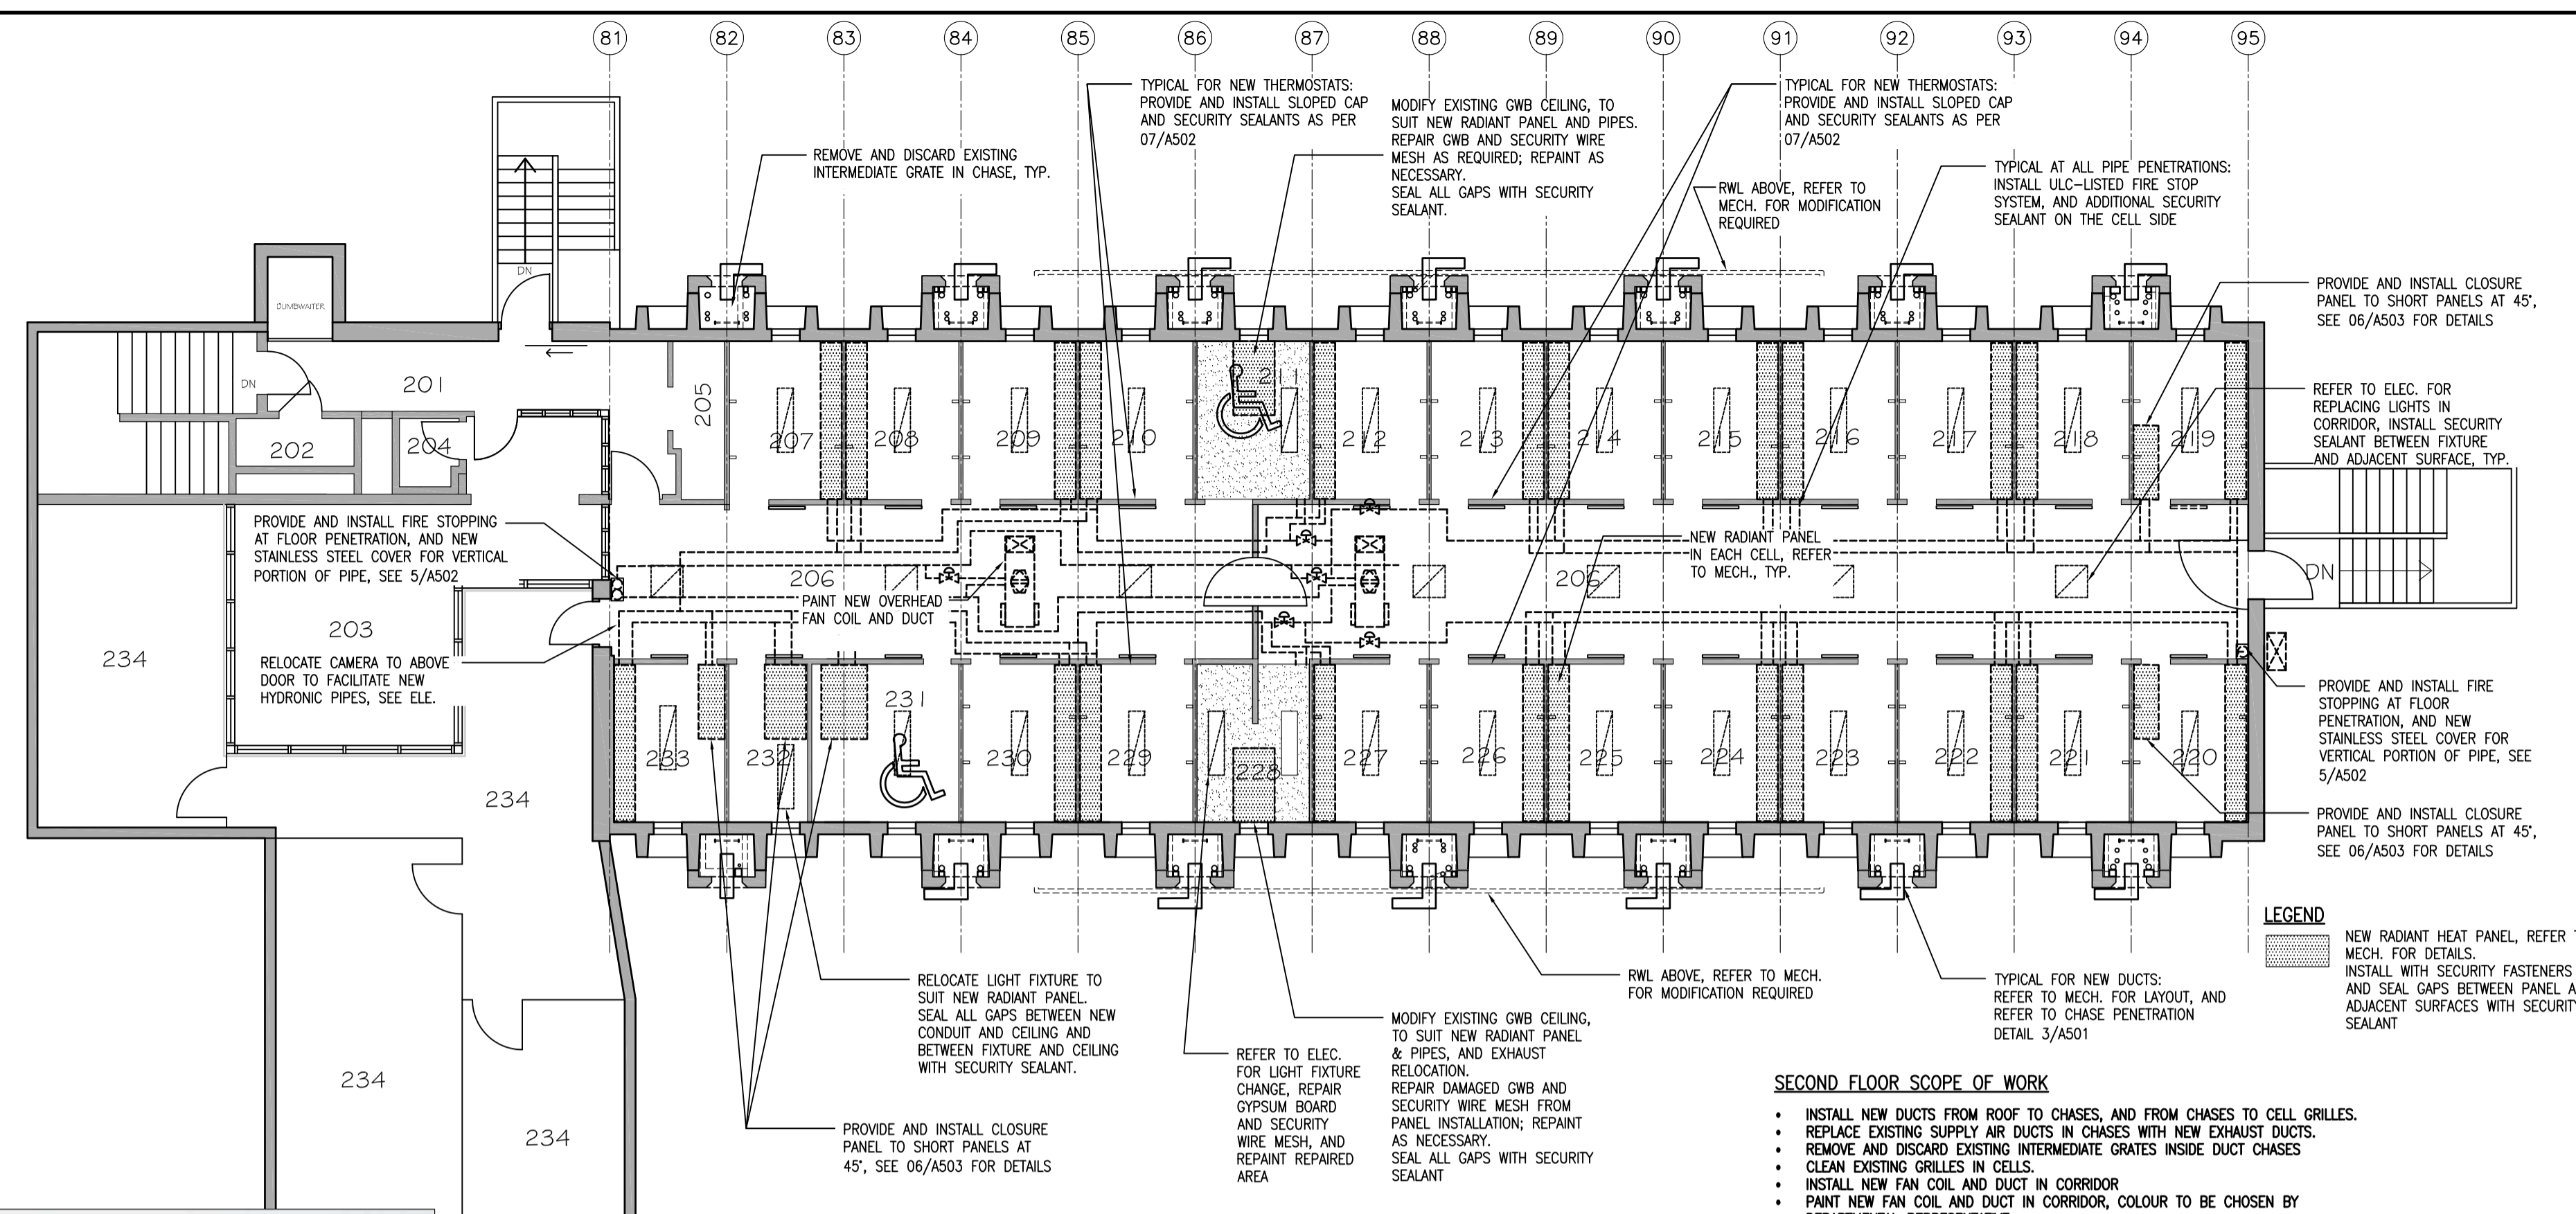 81
82
83
84
85
86
87
88
89
90
91
92
93
94
95
TYPICAL FOR NEW THERMOSTATS:
PROVIDE AND INSTALL SLOPED CAP
AND SECURITY SEALANTS AS PER
07/A502
MODIFY EXISTING GWB CEILING, TO
SUIT NEW RADIANT PANEL AND PIPES.
REPAIR GWB AND SECURITY WIRE
MESH AS REQUIRED; REPAINT AS
NECESSARY.
SEAL ALL GAPS WITH SECURITY
SEALANT.
TYPICAL FOR NEW THERMOSTATS:
PROVIDE AND INSTALL SLOPED CAP
AND SECURITY SEALANTS AS PER
07/A502
REMOVE AND DISCARD EXISTING
INTERMEDIATE GRATE IN CHASE, TYP.
RWL ABOVE, REFER TO
MECH. FOR MODIFICATION
REQUIRED
TYPICAL AT ALL PIPE PENETRATIONS:
INSTALL ULC-LISTED FIRE STOP
SYSTEM, AND ADDITIONAL SECURITY
SEALANT ON THE CELL SIDE
PROVIDE AND INSTALL CLOSURE
PANEL TO SHORT PANELS AT 45°,
SEE 06/A503 FOR DETAILS
REFER TO ELEC. FOR
REPLACING LIGHTS IN
CORRIDOR, INSTALL SECURITY
SEALANT BETWEEN FIXTURE
AND ADJACENT SURFACE, TYP.
DN
DUMBWAITER
DN
201
202
204
205
207
208
209
210
211
212
213
214
215
216
217
218
219
PROVIDE AND INSTALL FIRE STOPPING
AT FLOOR PENETRATION, AND NEW
STAINLESS STEEL COVER FOR VERTICAL
PORTION OF PIPE, SEE 5/A502
NEW RADIANT PANEL
IN EACH CELL, REFER
TO MECH., TYP.
206
206
DN
PAINT NEW OVERHEAD
FAN COIL AND DUCT
203
234
RELOCATE CAMERA TO ABOVE
DOOR TO FACILITATE NEW
HYDRONIC PIPES, SEE ELE.
233
232
231
230
229
228
227
226
225
224
223
222
221
220
234
PROVIDE AND INSTALL FIRE
STOPPING AT FLOOR
PENETRATION, AND NEW
STAINLESS STEEL COVER FOR
VERTICAL PORTION OF PIPE, SEE
5/A502
PROVIDE AND INSTALL CLOSURE
PANEL TO SHORT PANELS AT 45°,
SEE 06/A503 FOR DETAILS
LEGEND
NEW RADIANT HEAT PANEL, REFER
MECH. FOR DETAILS.
INSTALL WITH SECURITY FASTENERS
AND SEAL GAPS BETWEEN PANEL
ADJACENT SURFACES WITH SECURITY
SEALANT
RELOCATE LIGHT FIXTURE TO
SUIT NEW RADIANT PANEL.
SEAL ALL GAPS BETWEEN NEW
CONDUIT AND CEILING AND
BETWEEN FIXTURE AND CEILING
WITH SECURITY SEALANT.
RWL ABOVE, REFER TO MECH.
FOR MODIFICATION REQUIRED
TYPICAL FOR NEW DUCTS:
REFER TO MECH. FOR LAYOUT, AND
REFER TO CHASE PENETRATION
DETAIL 3/A501
MODIFY EXISTING GWB CEILING,
TO SUIT NEW RADIANT PANEL
& PIPES, AND EXHAUST
RELOCATION.
REPAIR DAMAGED GWB AND
SECURITY WIRE MESH FROM
PANEL INSTALLATION; REPAINT
AS NECESSARY.
SEAL ALL GAPS WITH SECURITY
SEALANT
REFER TO ELEC.
FOR LIGHT FIXTURE
CHANGE, REPAIR
GYPSUM BOARD
AND SECURITY
WIRE MESH, AND
REPAINT REPAIRED
AREA
PROVIDE AND INSTALL CLOSURE
PANEL TO SHORT PANELS AT
45°, SEE 06/A503 FOR DETAILS
234
234
SECOND FLOOR SCOPE OF WORK
• INSTALL NEW DUCTS FROM ROOF TO CHASES, AND FROM CHASES TO CELL GRILLES.
• REPLACE EXISTING SUPPLY AIR DUCTS IN CHASES WITH NEW EXHAUST DUCTS.
• REMOVE AND DISCARD EXISTING INTERMEDIATE GRATES INSIDE DUCT CHASES
• CLEAN EXISTING GRILLES IN CELLS.
• INSTALL NEW FAN COIL AND DUCT IN CORRIDOR
• PAINT NEW FAN COIL AND DUCT IN CORRIDOR, COLOUR TO BE CHOSEN BY